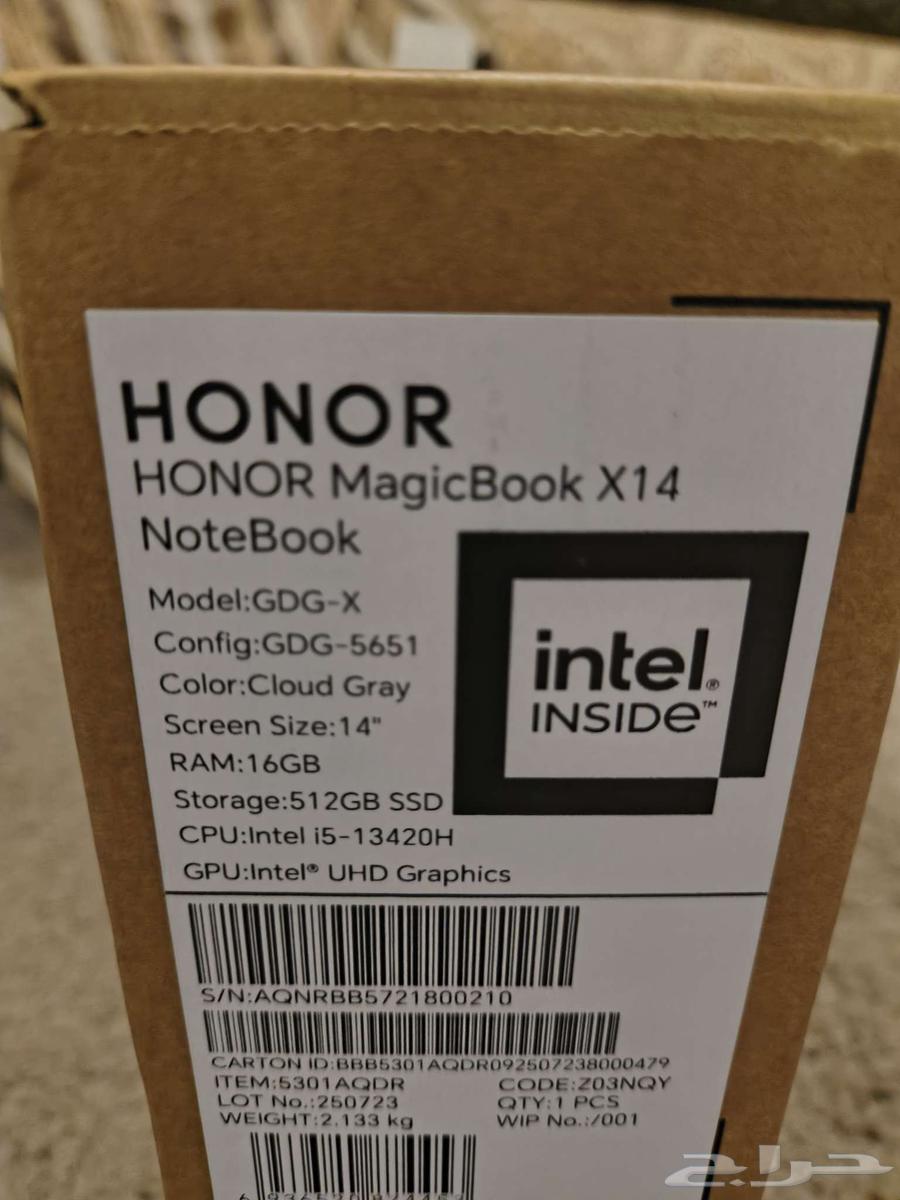 HONOR
HONOR MagicBook X14
NoteBook
Model:GDG-X
Config:GDG-5651
Color:Cloud Gray
Screen Size:14"
RAM:16GB
Storage:512GB SSD
CPU:Intel i5-13420H
GPU:Intel® UHD Graphics
intel®
INSIDe™
S/N:AQNRBB5721800210
CARTON ID:BBB5301AQDR092507238000479
ITEM:5301AQDR CODE:Z03NQY
LOT No.:250723 QTY:1 PCS
WEIGHT:2.133 kg WIP No.:/001
حراج